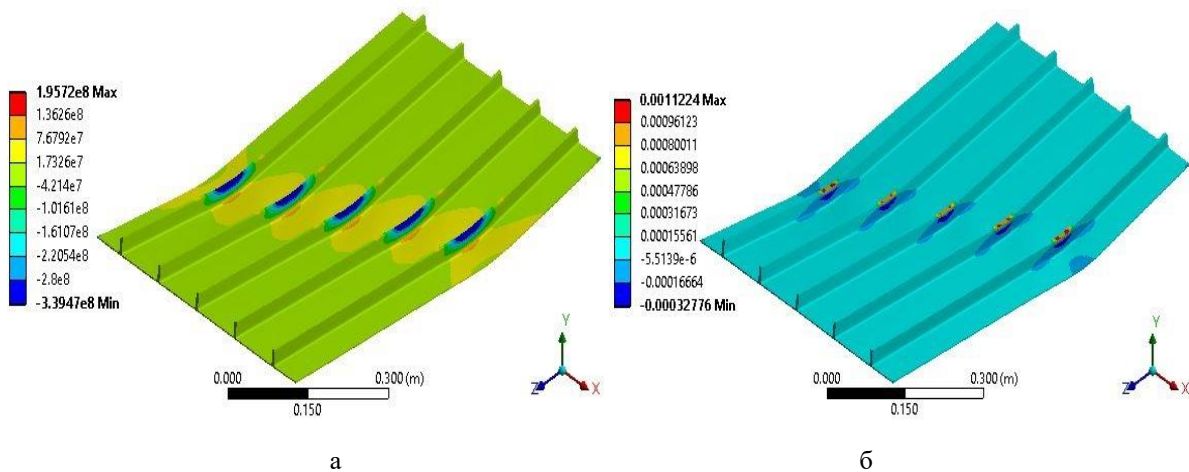 1.9572e8 Max
1.3626e8
7.6792e7
1.7326e7
-4.214e7
-1.0161e8
-1.6107e8
-2.2054e8
-2.8e8
-3.3947e8 Min
0.000
0.300 (m)
0.150
Y
Z
X
0.0011224 Max
0.00096123
0.00080011
0.00063898
0.00047786
0.00031673
0.00015561
-5.5139e-6
-0.00016664
-0.00032776 Min
0.000
0.300 (m)
0.150
Y
Z
X
а
б